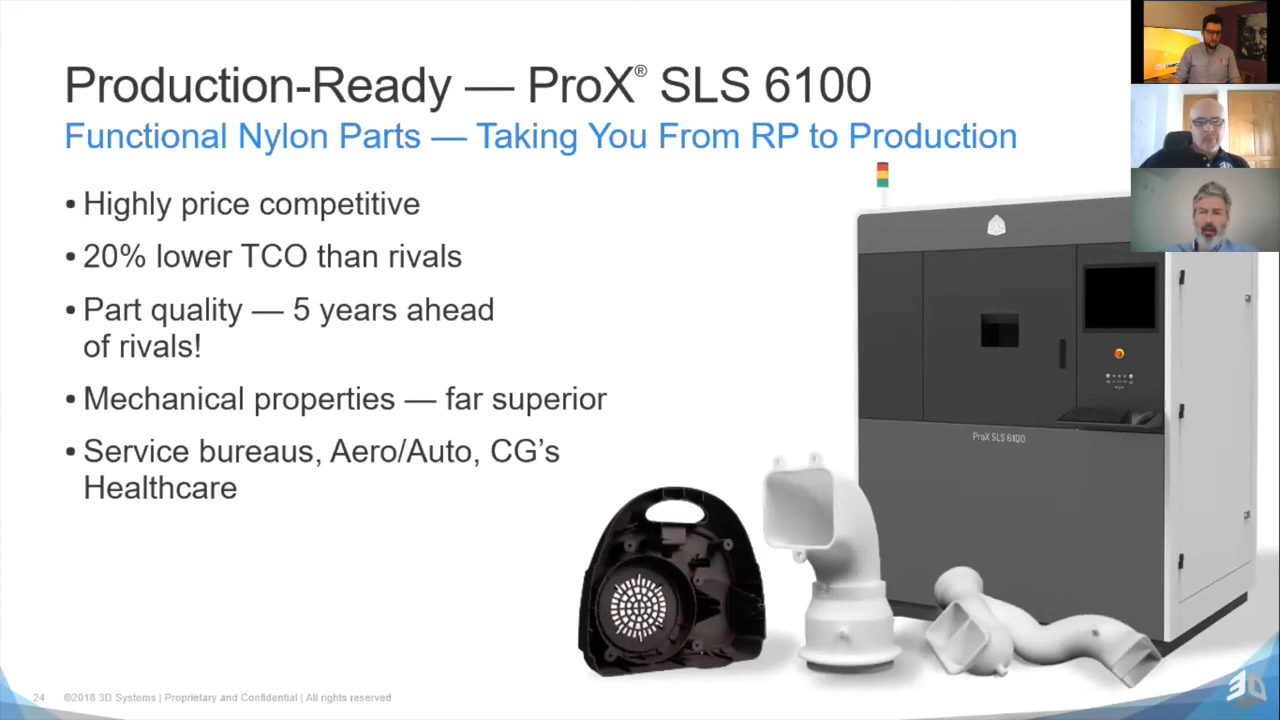 Production-Ready — ProX® SLS 6100
Functional Nylon Parts — Taking You From RP to Production
• Highly price competitive
• 20% lower TCO than rivals
• Part quality — 5 years ahead
of rivals!
• Mechanical properties — far superior
• Service bureaus, Aero/Auto, CG’s
Healthcare
ProX SLS 6100
24 ©2018 3D Systems | Proprietary and Confidential | All rights reserved
3D